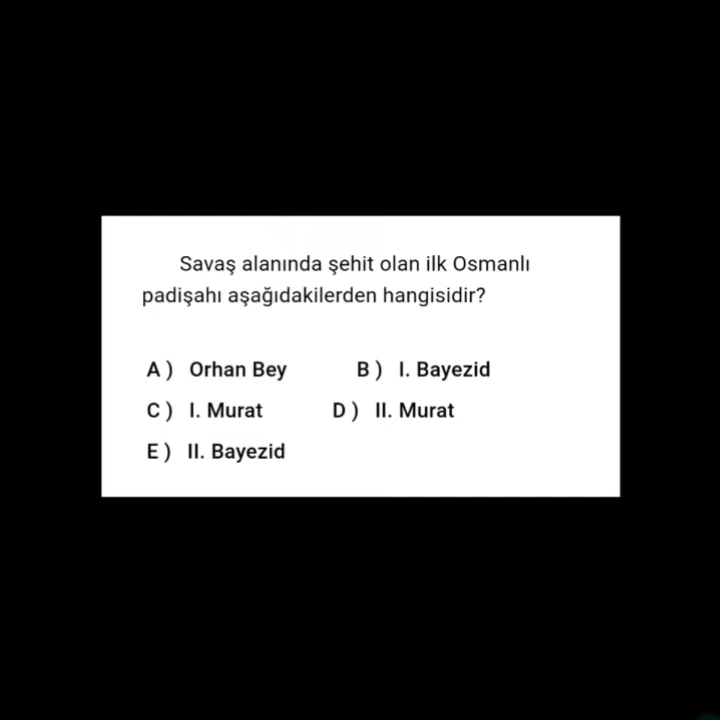 Savaş alanında şehit olan ilk Osmanlı
padişahı aşağıdakilerden hangisidir?
A ) Orhan Bey B ) I. Bayezid
C ) I. Murat D ) II. Murat
E ) II. Bayezid